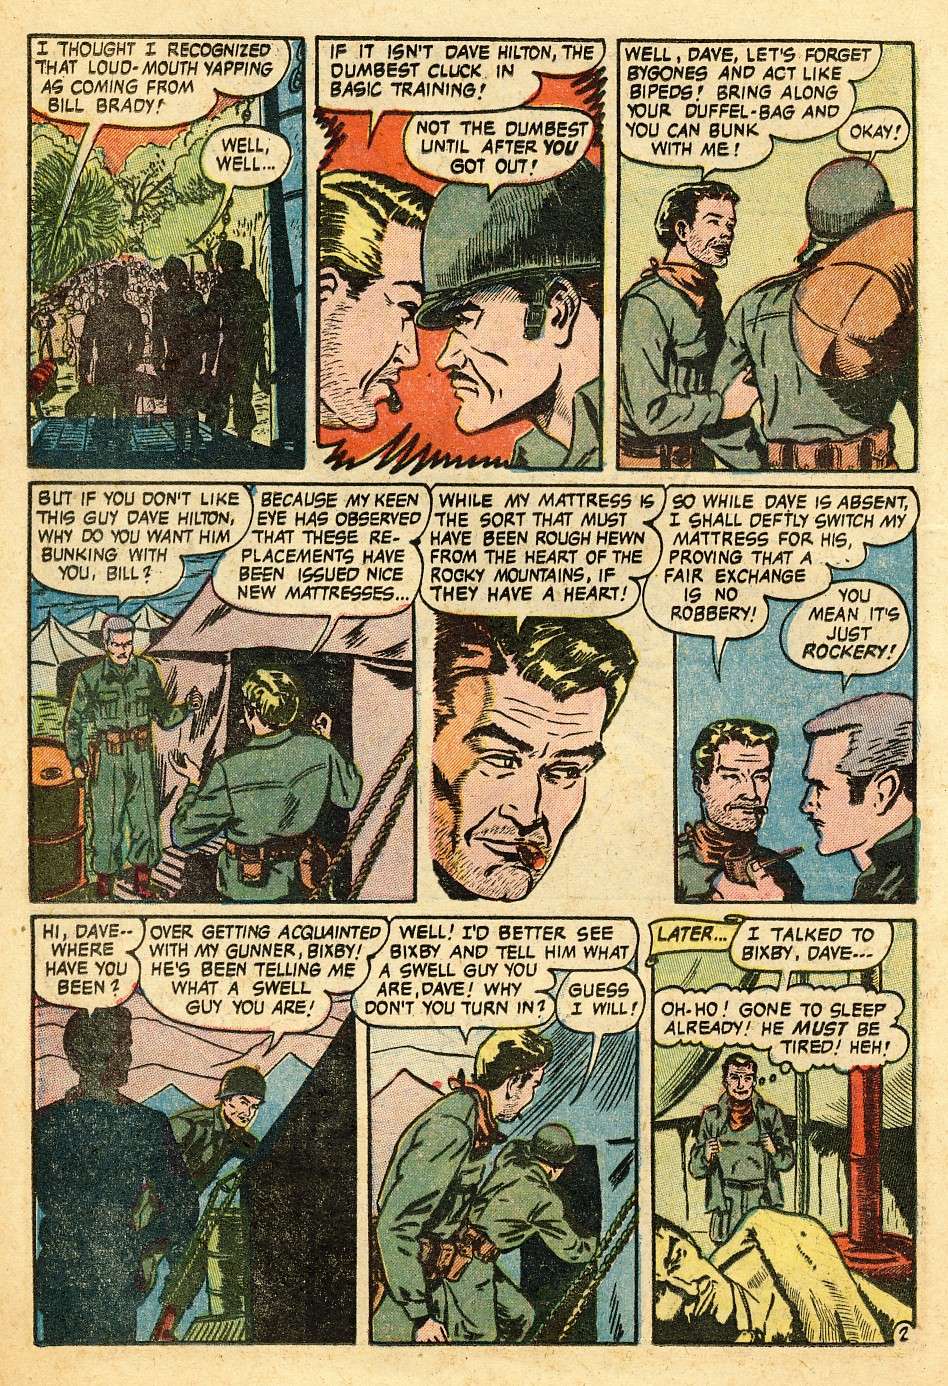 I THOUGHT I RECOGNIZED
THAT LOUD-MOUTH YAPPING
AS COMING FROM
BILL BRADY!
WELL,
WELL...
IF IT ISN'T DAVE HILTON, THE
DUMBEST CLUCK IN
BASIC TRAINING!
NOT THE DUMBEST
UNTIL AFTER YOU
GOT OUT!
WELL, DAVE, LET'S FORGET
BYGONES AND ACT LIKE
BIPEDS! BRING ALONG
YOUR DUFFEL-BAG AND
YOU CAN BUNK
WITH ME!
OKAY!
BUT IF YOU DON'T LIKE
THIS GUY DAVE HILTON,
WHY DO YOU WANT HIM
BUNKING WITH
YOU, BILL?
BECAUSE MY KEEN
EYE HAS OBSERVED
THAT THESE RE-
PLACEMENTS HAVE
BEEN ISSUED NICE
NEW MATTRESSES...
WHILE MY MATTRESS IS
THE SORT THAT MUST
HAVE BEEN ROUGH HEWN
FROM THE HEART OF THE
ROCKY MOUNTAINS, IF
THEY HAVE A HEART!
SO WHILE DAVE IS ABSENT,
I SHALL DEFTLY SWITCH MY
MATTRESS FOR HIS,
PROVING THAT A
FAIR EXCHANGE
IS NO
ROBBERY!
YOU
MEAN IT'S
JUST
ROCKERY!
HI, DAVE--
WHERE
HAVE YOU
BEEN?
OVER GETTING ACQUAINTED
WITH MY GUNNER, BIXBY!
HE'S BEEN TELLING ME
WHAT A SWELL
GUY YOU ARE!
WELL! I'D BETTER SEE
BIXBY AND TELL HIM WHAT
A SWELL GUY YOU
ARE, DAVE! WHY
DON'T YOU TURN IN?
GUESS
I WILL!
LATER...
I TALKED TO
BIXBY, DAVE---
OH-HO! GONE TO SLEEP
ALREADY! HE MUST BE
TIRED! HEH!
2